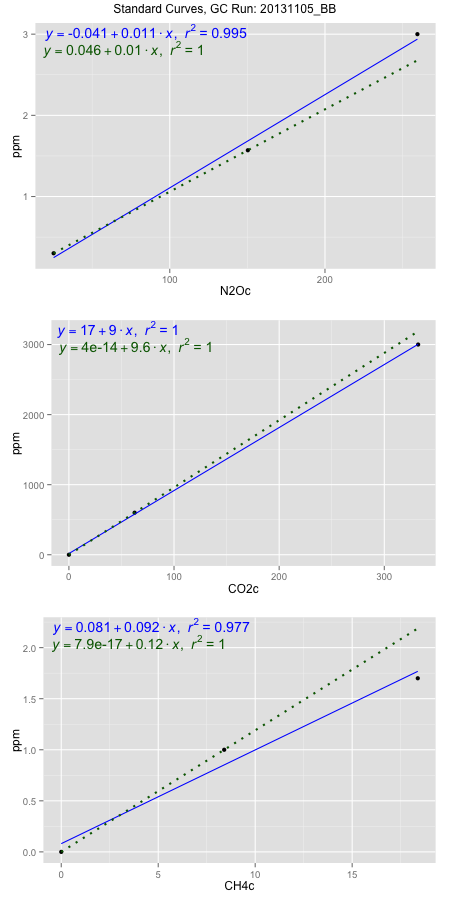 Standard Curves, GC Run: 20131105_BB
y = -0.041 + 0.011 · x, r² = 0.995
y = 0.046 + 0.01 · x, r² = 1
3
2
1
ppm
100 200
N2Oc
y = 17 + 9 · x, r² = 1
y = 4e-14 + 9.6 · x, r² = 1
3000
2000
1000
0
ppm
0 100 200 300
CO2c
y = 0.081 + 0.092 · x, r² = 0.977
y = 7.9e-17 + 0.12 · x, r² = 1
2.0
1.5
1.0
0.5
0.0
ppm
0 5 10 15
CH4c